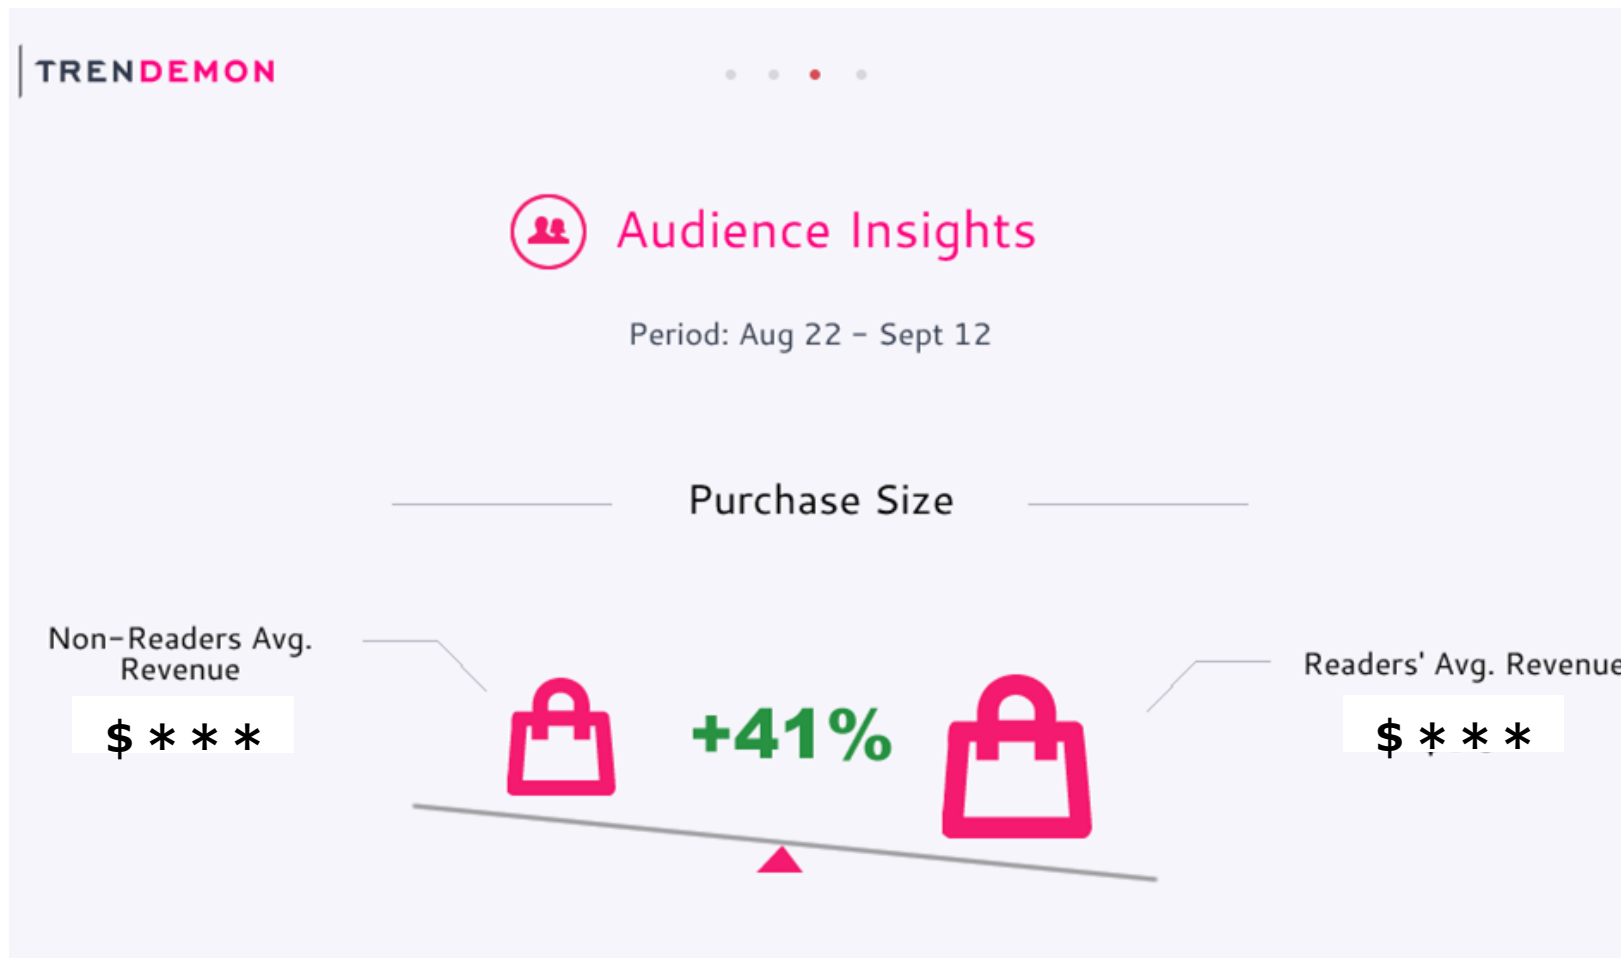 TRENDEMON
Audience Insights
Period: Aug 22 - Sept 12
Purchase Size
Non-Readers Avg.
Revenue
$ * * *
+41%
Readers' Avg. Revenue
$ * * *